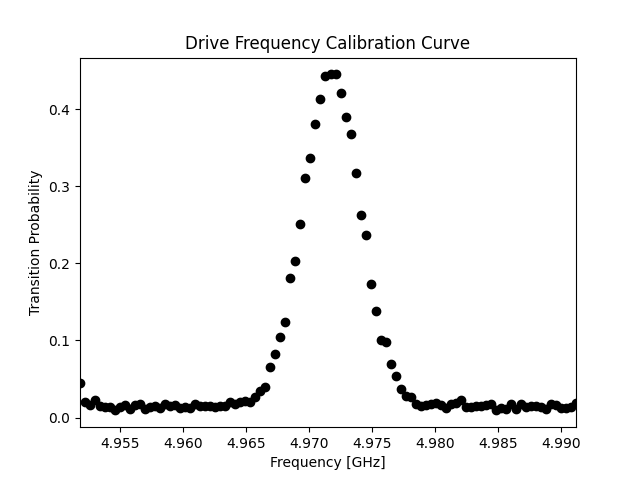 Drive Frequency Calibration Curve
Transition Probability
0.4
0.3
0.2
0.1
0.0
4.955 4.960 4.965 4.970 4.975 4.980 4.985 4.990
Frequency [GHz]